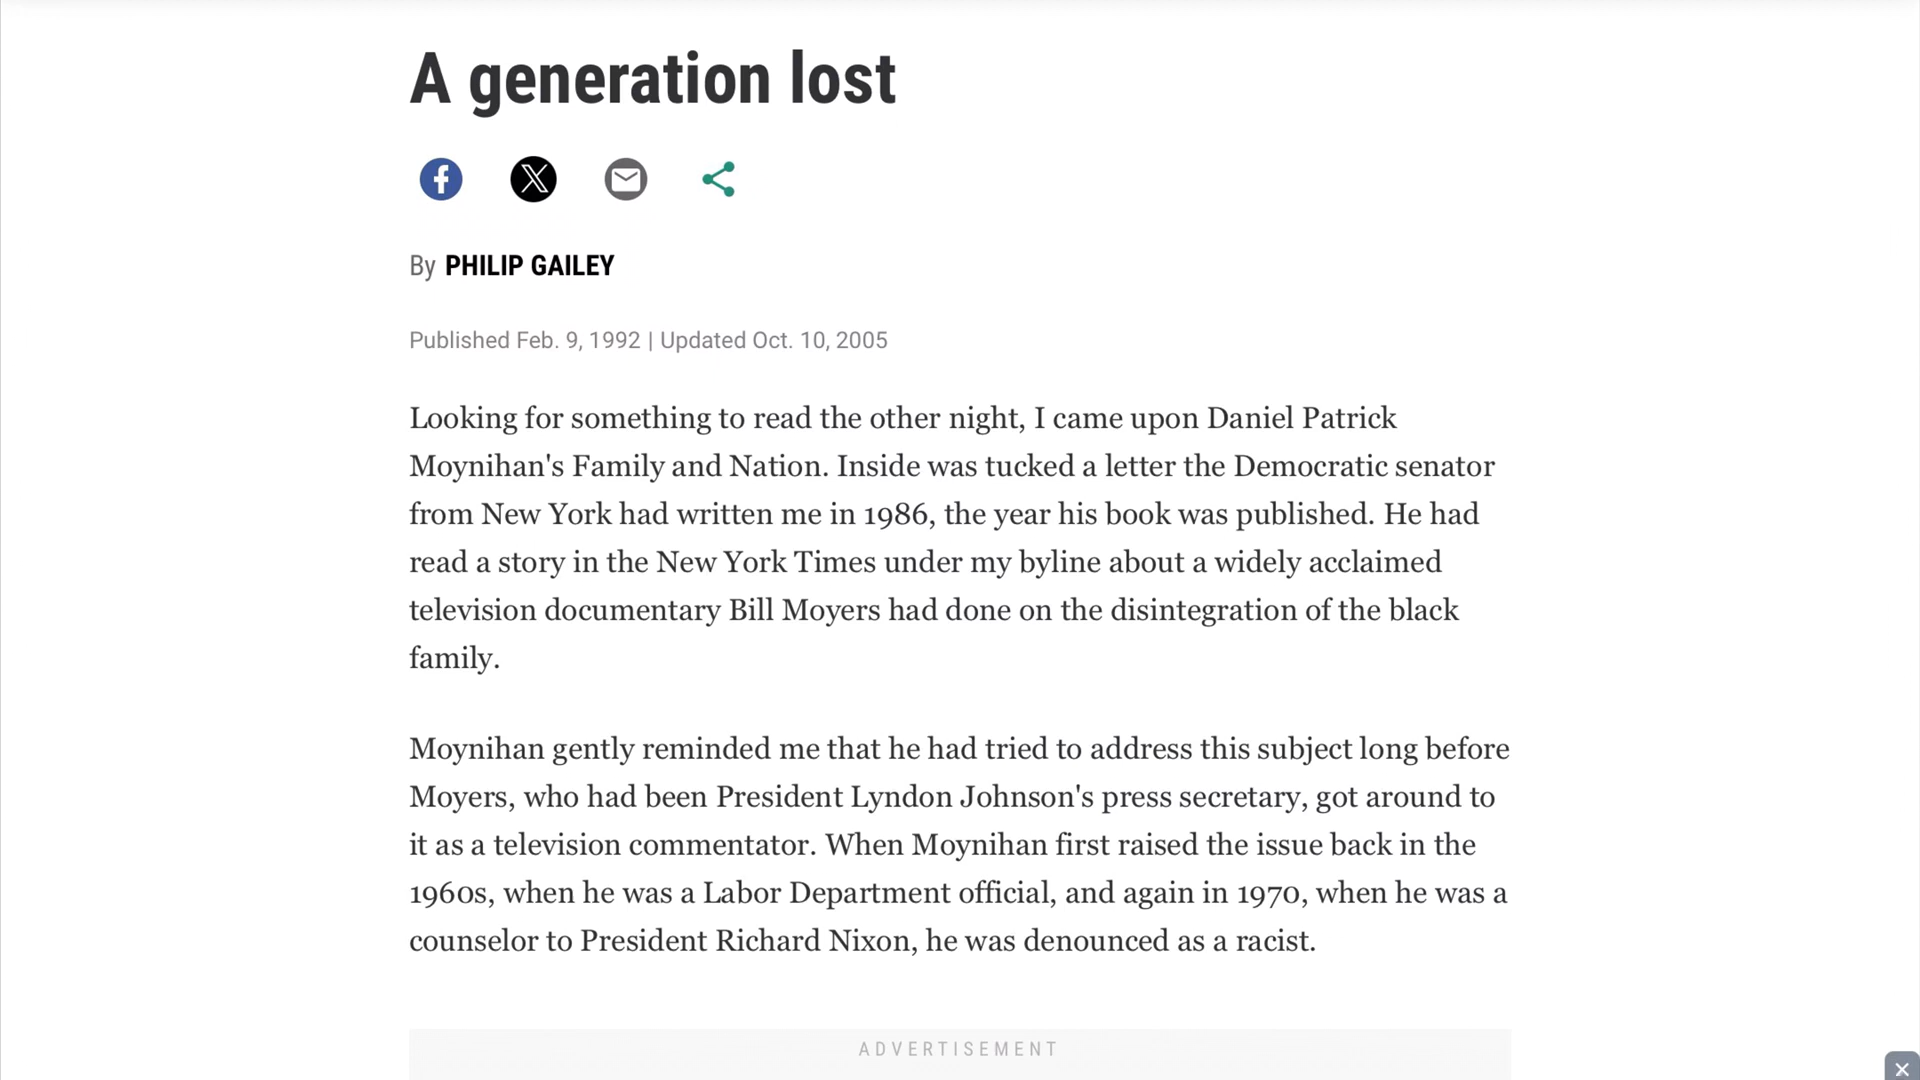 A generation lost
By PHILIP GAILEY
Published Feb. 9, 1992 | Updated Oct. 10, 2005
Looking for something to read the other night, I came upon Daniel Patrick
Moynihan's Family and Nation. Inside was tucked a letter the Democratic senator
from New York had written me in 1986, the year his book was published. He had
read a story in the New York Times under my byline about a widely acclaimed
television documentary Bill Moyers had done on the disintegration of the black
family.
Moynihan gently reminded me that he had tried to address this subject long before
Moyers, who had been President Lyndon Johnson's press secretary, got around to
it as a television commentator. When Moynihan first raised the issue back in the
1960s, when he was a Labor Department official, and again in 1970, when he was a
counselor to President Richard Nixon, he was denounced as a racist.
ADVERTISEMENT